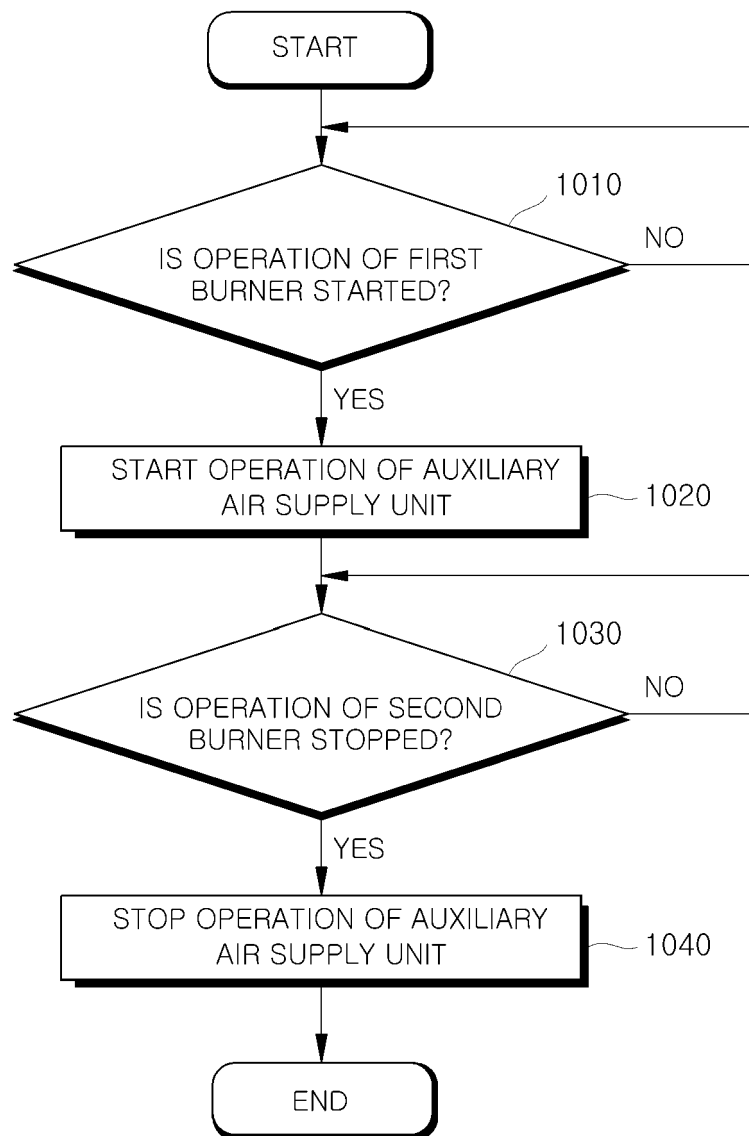 START
1010
IS OPERATION OF FIRST
BURNER STARTED?
NO
YES
START OPERATION OF AUXILIARY
AIR SUPPLY UNIT
1020
1030
IS OPERATION OF SECOND
BURNER STOPPED?
NO
YES
STOP OPERATION OF AUXILIARY
AIR SUPPLY UNIT
1040
END